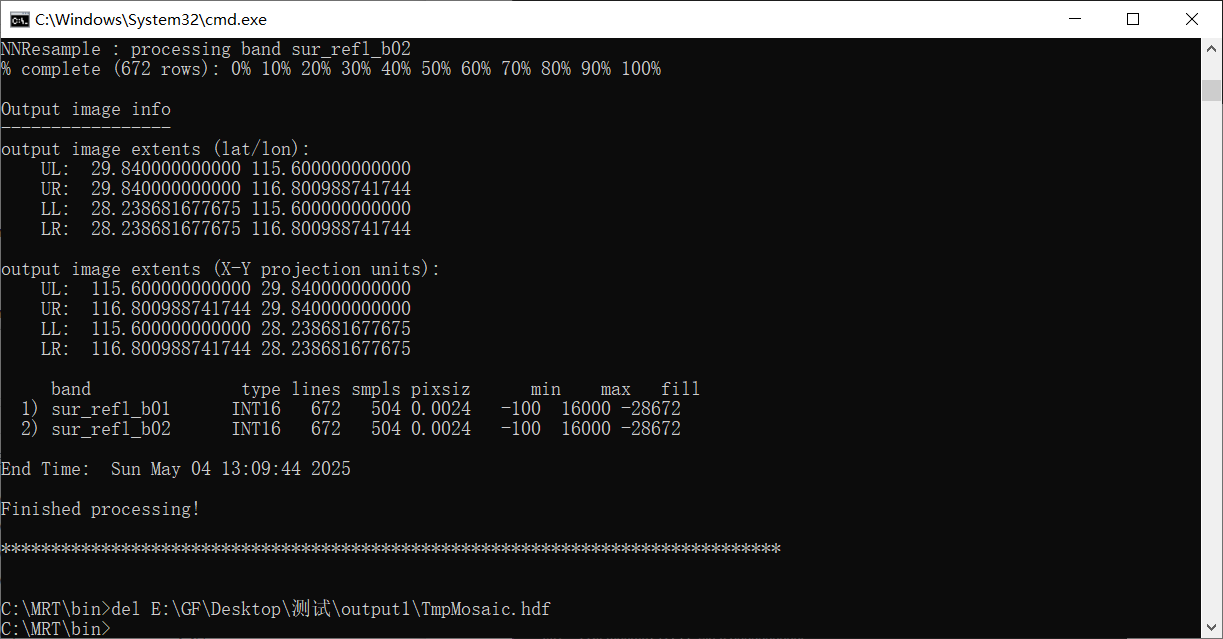 C:\Windows\System32\cmd.exe
NNResample : processing band sur_refl_b02
% complete (672 rows): 0% 10% 20% 30% 40% 50% 60% 70% 80% 90% 100%
Output image info
-----------------
output image extents (lat/lon):
    UL:  29.840000000000 115.600000000000
    UR:  29.840000000000 116.800988741744
    LL:  28.238681677675 115.600000000000
    LR:  28.238681677675 116.800988741744
output image extents (X-Y projection units):
    UL:  115.600000000000 29.840000000000
    UR:  116.800988741744 29.840000000000
    LL:  115.600000000000 28.238681677675
    LR:  116.800988741744 28.238681677675
     band               type lines smpls pixsiz      min    max   fill
  1) sur_refl_b01      INT16   672   504 0.0024   -100  16000 -28672
  2) sur_refl_b02      INT16   672   504 0.0024   -100  16000 -28672
End Time:  Sun May 04 13:09:44 2025
Finished processing!
******************************************************************************
C:\MRT\bin>del E:\GF\Desktop\测试\output1\TmpMosaic.hdf
C:\MRT\bin>